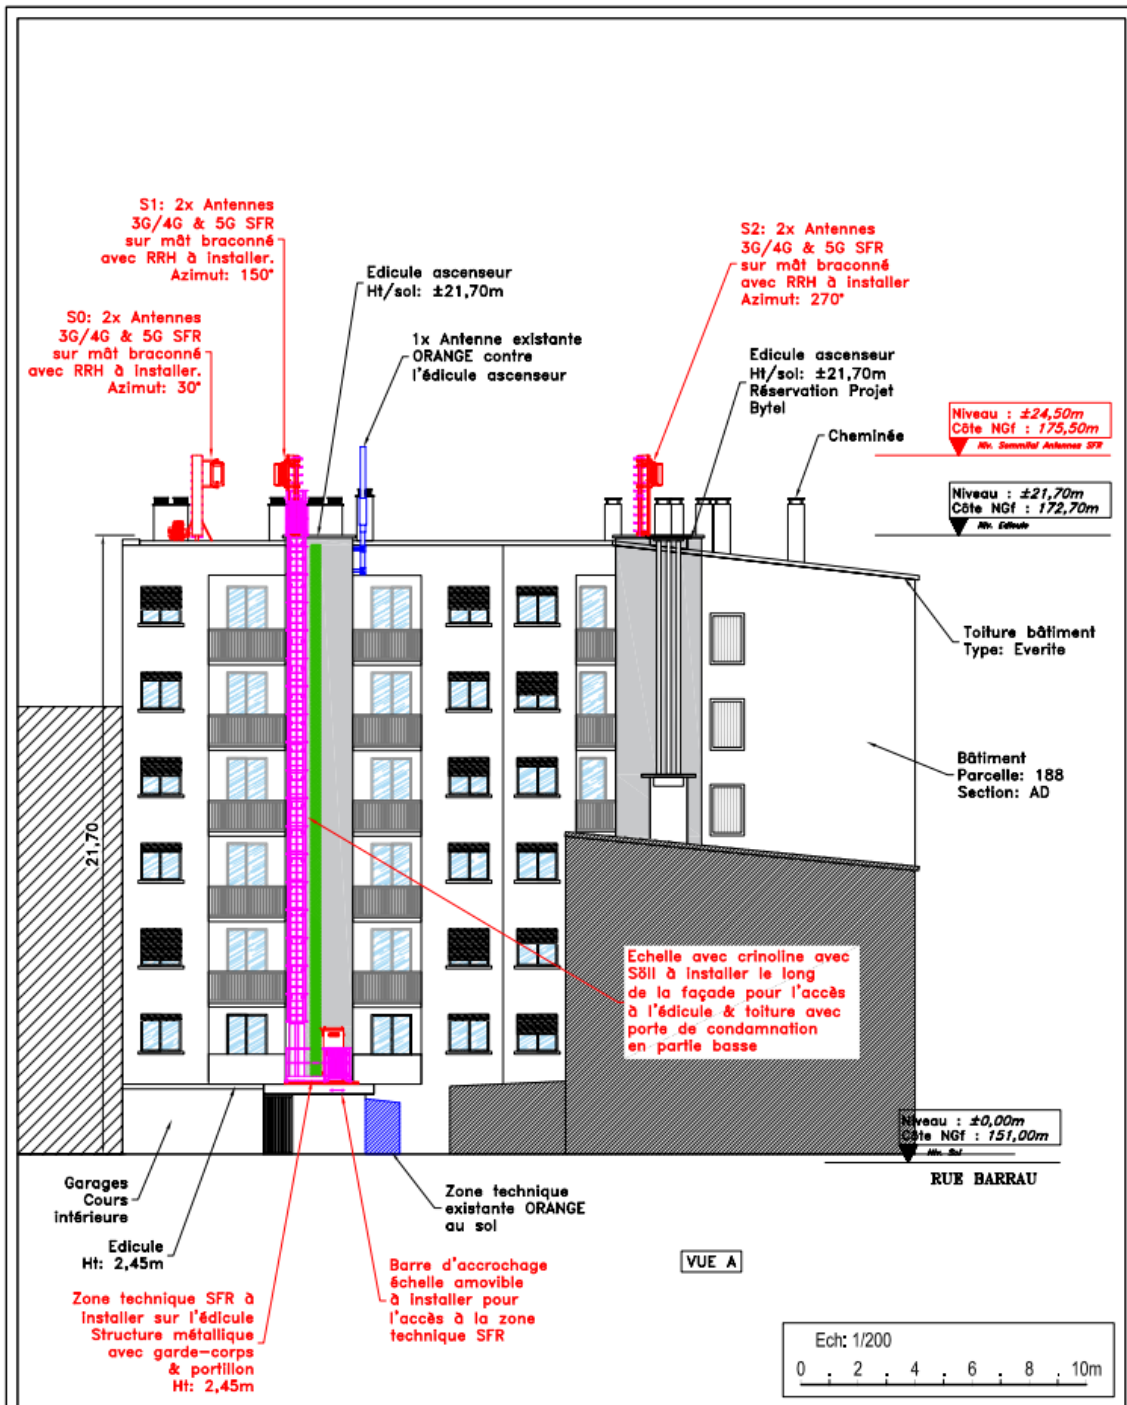 S1: 2x Antennes
3G/4G & 5G SFR
sur mât braconné
avec RRH à installer.
Azimut: 150°
S2: 2x Antennes
3G/4G & 5G SFR
sur mât braconné
avec RRH à installer
Azimut: 270°
Edicule ascenseur
Ht/sol: ±21,70m
S0: 2x Antennes
3G/4G & 5G SFR
sur mât braconné
avec RRH à installer.
Azimut: 30°
1x Antenne existante
ORANGE contre
l'édicule ascenseur
Edicule ascenseur
Ht/sol: ±21,70m
Réservation Projet
Bytel
Cheminée
Niveau : ±24,50m
Côte NGf : 175,50m
Niv. Sommital Antennes SFR
Niveau : ±21,70m
Côte NGf : 172,70m
Niv. Edicule
Toiture bâtiment
Type: Everite
Bâtiment
Parcelle: 188
Section: AD
21,70
Echelle avec crinoline avec
Söll à installer le long
de la façade pour l'accès
à l'édicule & toiture avec
porte de condamnation
en partie basse
Niveau : ±0,00m
Côte NGf : 151,00m
Niv. Sol
RUE BARRAU
Garages
Cours
intérieure
Edicule
Ht: 2,45m
Zone technique
existante ORANGE
au sol
Zone technique SFR à
installer sur l'édicule
Structure métallique
avec garde-corps
& portillon
Ht: 2,45m
Barre d'accrochage
échelle amovible
à installer pour
l'accès à la zone
technique SFR
VUE A
Ech: 1/200
0 . 2 . 4 . 6 . 8 . 10m